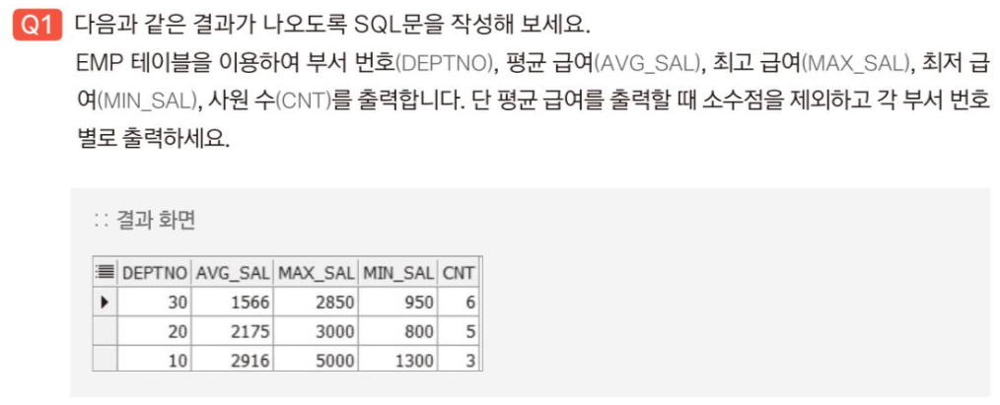 Q1 다음과 같은 결과가 나오도록 SQL문을 작성해 보세요.
EMP 테이블을 이용하여 부서 번호(DEPTNO), 평균 급여(AVG_SAL), 최고 급여(MAX_SAL), 최저 급
여(MIN_SAL), 사원 수(CNT)를 출력합니다. 단 평균 급여를 출력할 때 소수점을 제외하고 각 부서 번호
별로 출력하세요.
:: 결과 화면
DEPTNO AVG_SAL MAX_SAL MIN_SAL CNT
30 1566 2850 950 6
20 2175 3000 800 5
10 2916 5000 1300 3